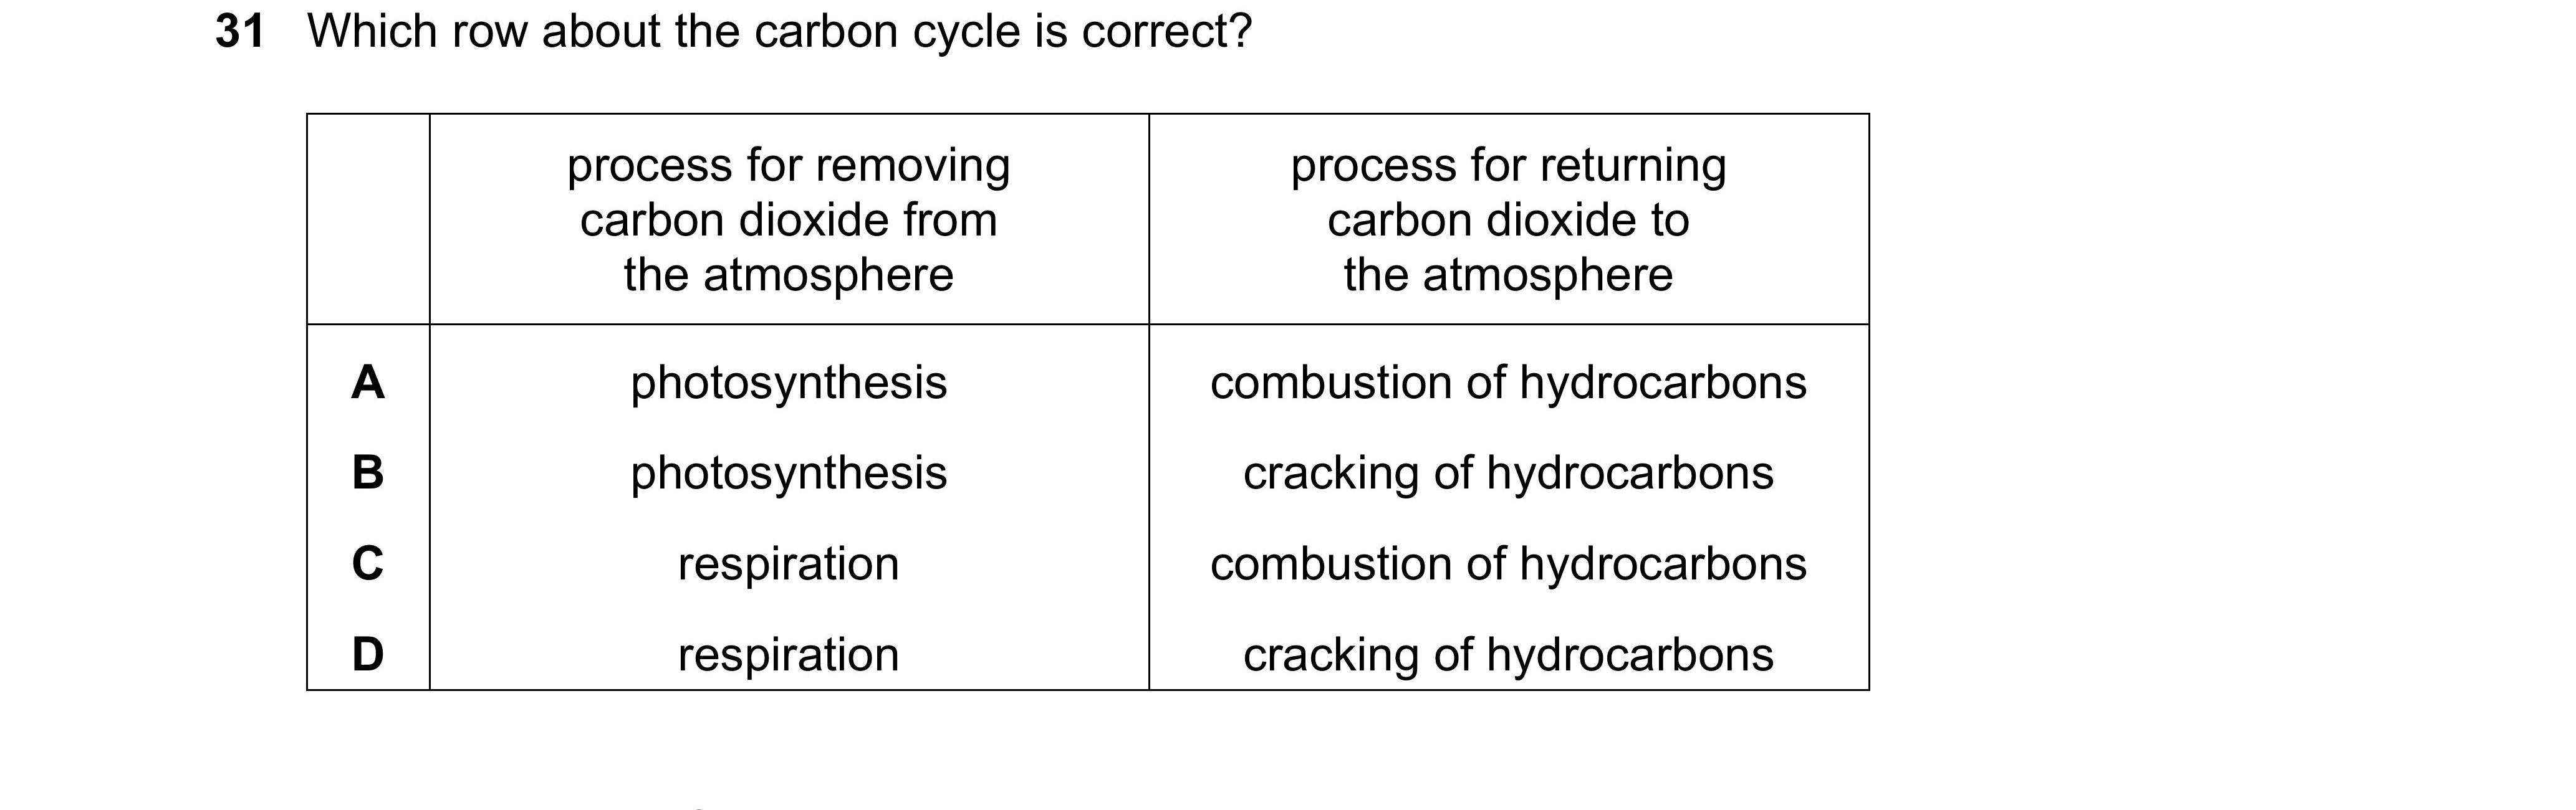 31 Which row about the carbon cycle is correct?
process for removing carbon dioxide from the atmosphere
process for returning carbon dioxide to the atmosphere
A photosynthesis combustion of hydrocarbons
B photosynthesis cracking of hydrocarbons
C respiration combustion of hydrocarbons
D respiration cracking of hydrocarbons